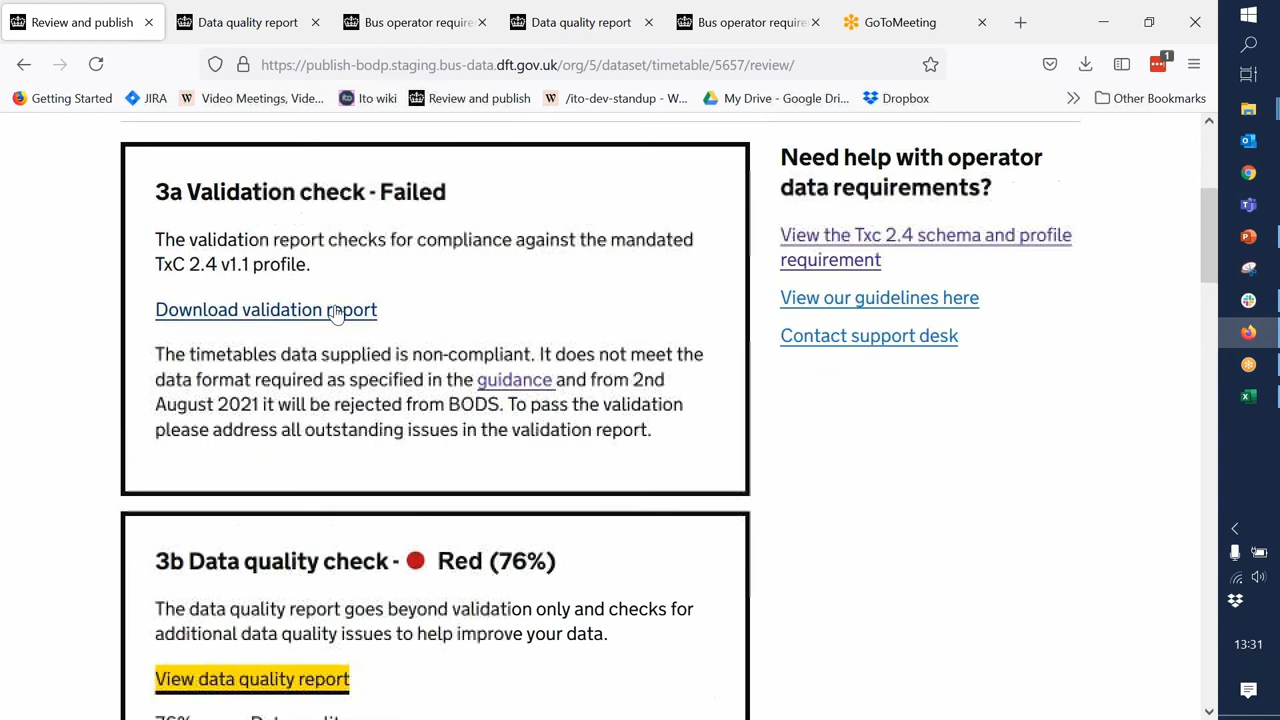 Review and publish
Data quality report
Bus operator require
Data quality report
Bus operator require
GoToMeeting
https://publish-bodp.staging.bus-data.dft.gov.uk/org/5/dataset/timetable/5657/review/
1
Getting Started
JIRA
Video Meetings, Vide...
Ito wiki
Review and publish
/ito-dev-standup - W...
My Drive - Google Dri...
Dropbox
Other Bookmarks
3a Validation check - Failed
The validation report checks for compliance against the mandated
TxC 2.4 v1.1 profile.
Download validation report
The timetables data supplied is non-compliant. It does not meet the
data format required as specified in the guidance and from 2nd
August 2021 it will be rejected from BODS. To pass the validation
please address all outstanding issues in the validation report.
3b Data quality check - Red (76%)
The data quality report goes beyond validation only and checks for
additional data quality issues to help improve your data.
View data quality report
Need help with operator
data requirements?
View the Txc 2.4 schema and profile
requirement
View our guidelines here
Contact support desk
13:31